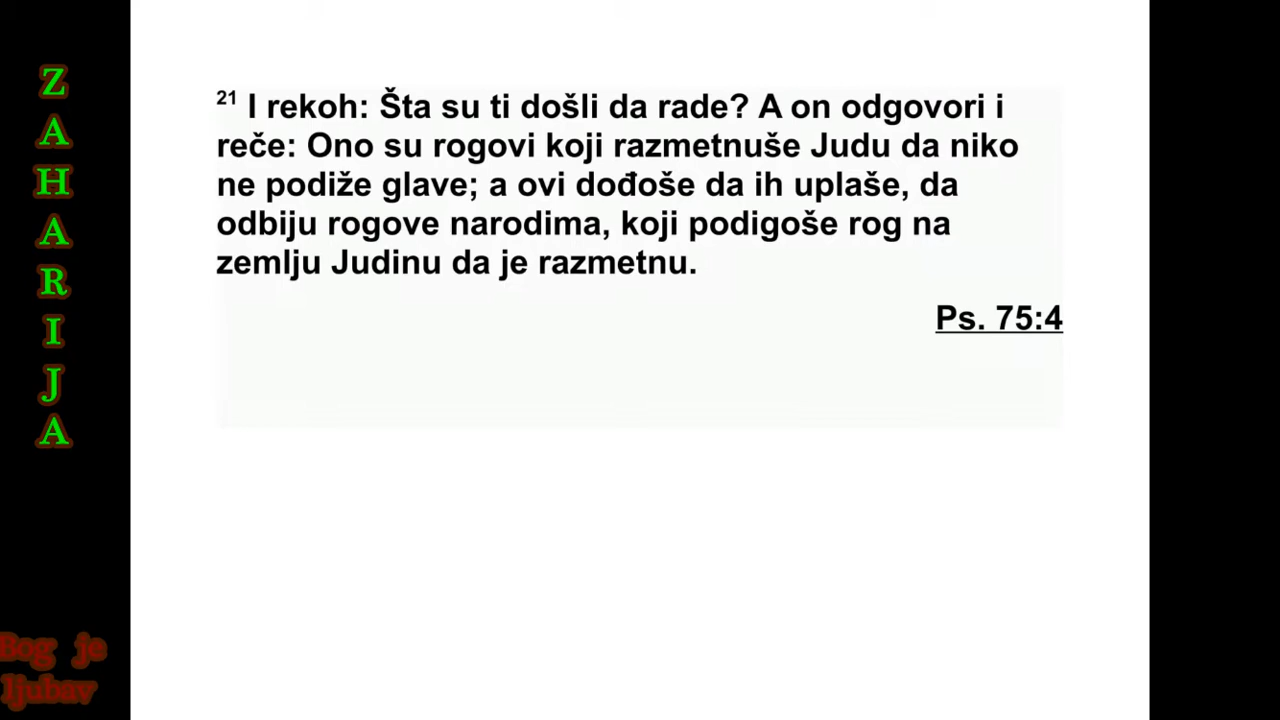 ZAHARIJA
21 I rekoh: Šta su ti došli da rade? A on odgovori i
reče: Ono su rogovi koji razmetnuše Judu da niko
ne podiže glave; a ovi dođoše da ih uplaše, da
odbiju rogove narodima, koji podigoše rog na
zemlju Judinu da je razmetnu.
Ps. 75:4
Bog je
ljubav